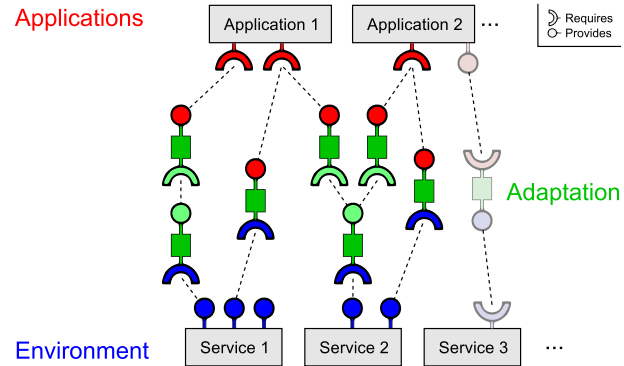 Applications
Application 1
Application 2
...
Requires
Provides
Adaptation
Environment
Service 1
Service 2
Service 3
...